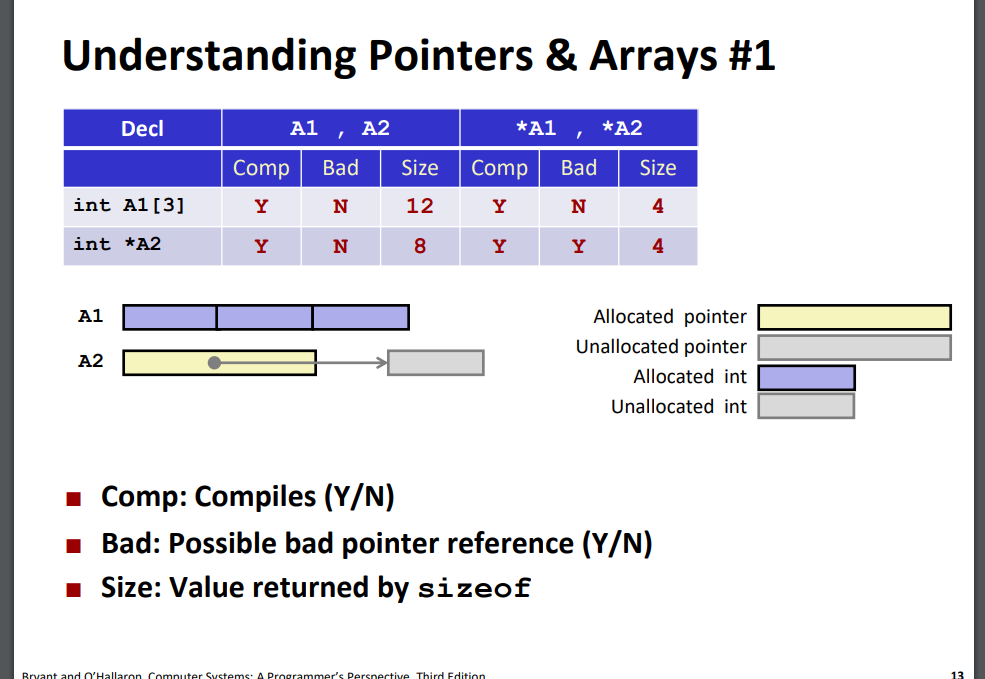 Understanding Pointers & Arrays #1
Decl A1 , A2 *A1 , *A2
Comp Bad Size Comp Bad Size
int A1[3] Y N 12 Y N 4
int *A2 Y N 8 Y Y 4
A1
A2
Allocated pointer
Unallocated pointer
Allocated int
Unallocated int
■ Comp: Compiles (Y/N)
■ Bad: Possible bad pointer reference (Y/N)
■ Size: Value returned by sizeof
Bryant and O'Hallaron, Computer Systems: A Programmer's Perspective, Third Edition 13